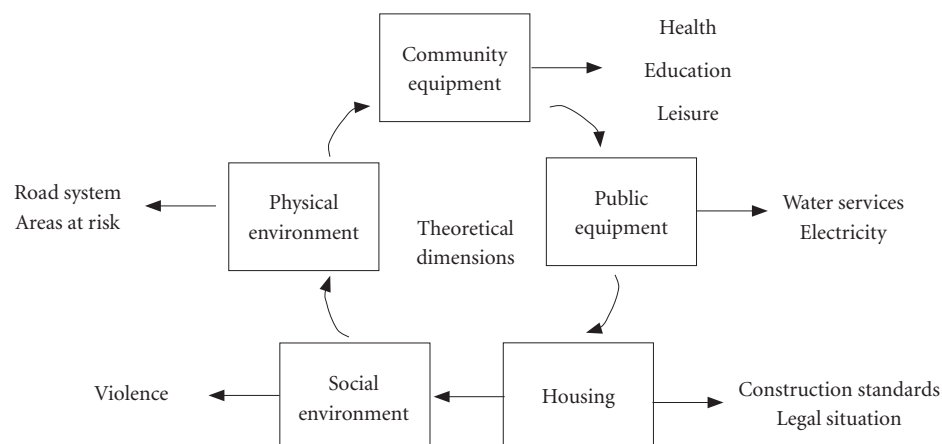 Community
equipment
Health
Education
Leisure
Public
equipment
Water services
Electricity
Housing
Construction standards
Legal situation
Social
environment
Violence
Physical
environment
Road system
Areas at risk
Theoretical
dimensions